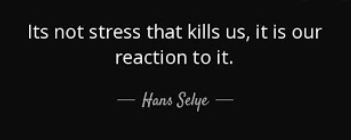 Its not stress that kills us, it is our
reaction to it.
— Hans Selye —